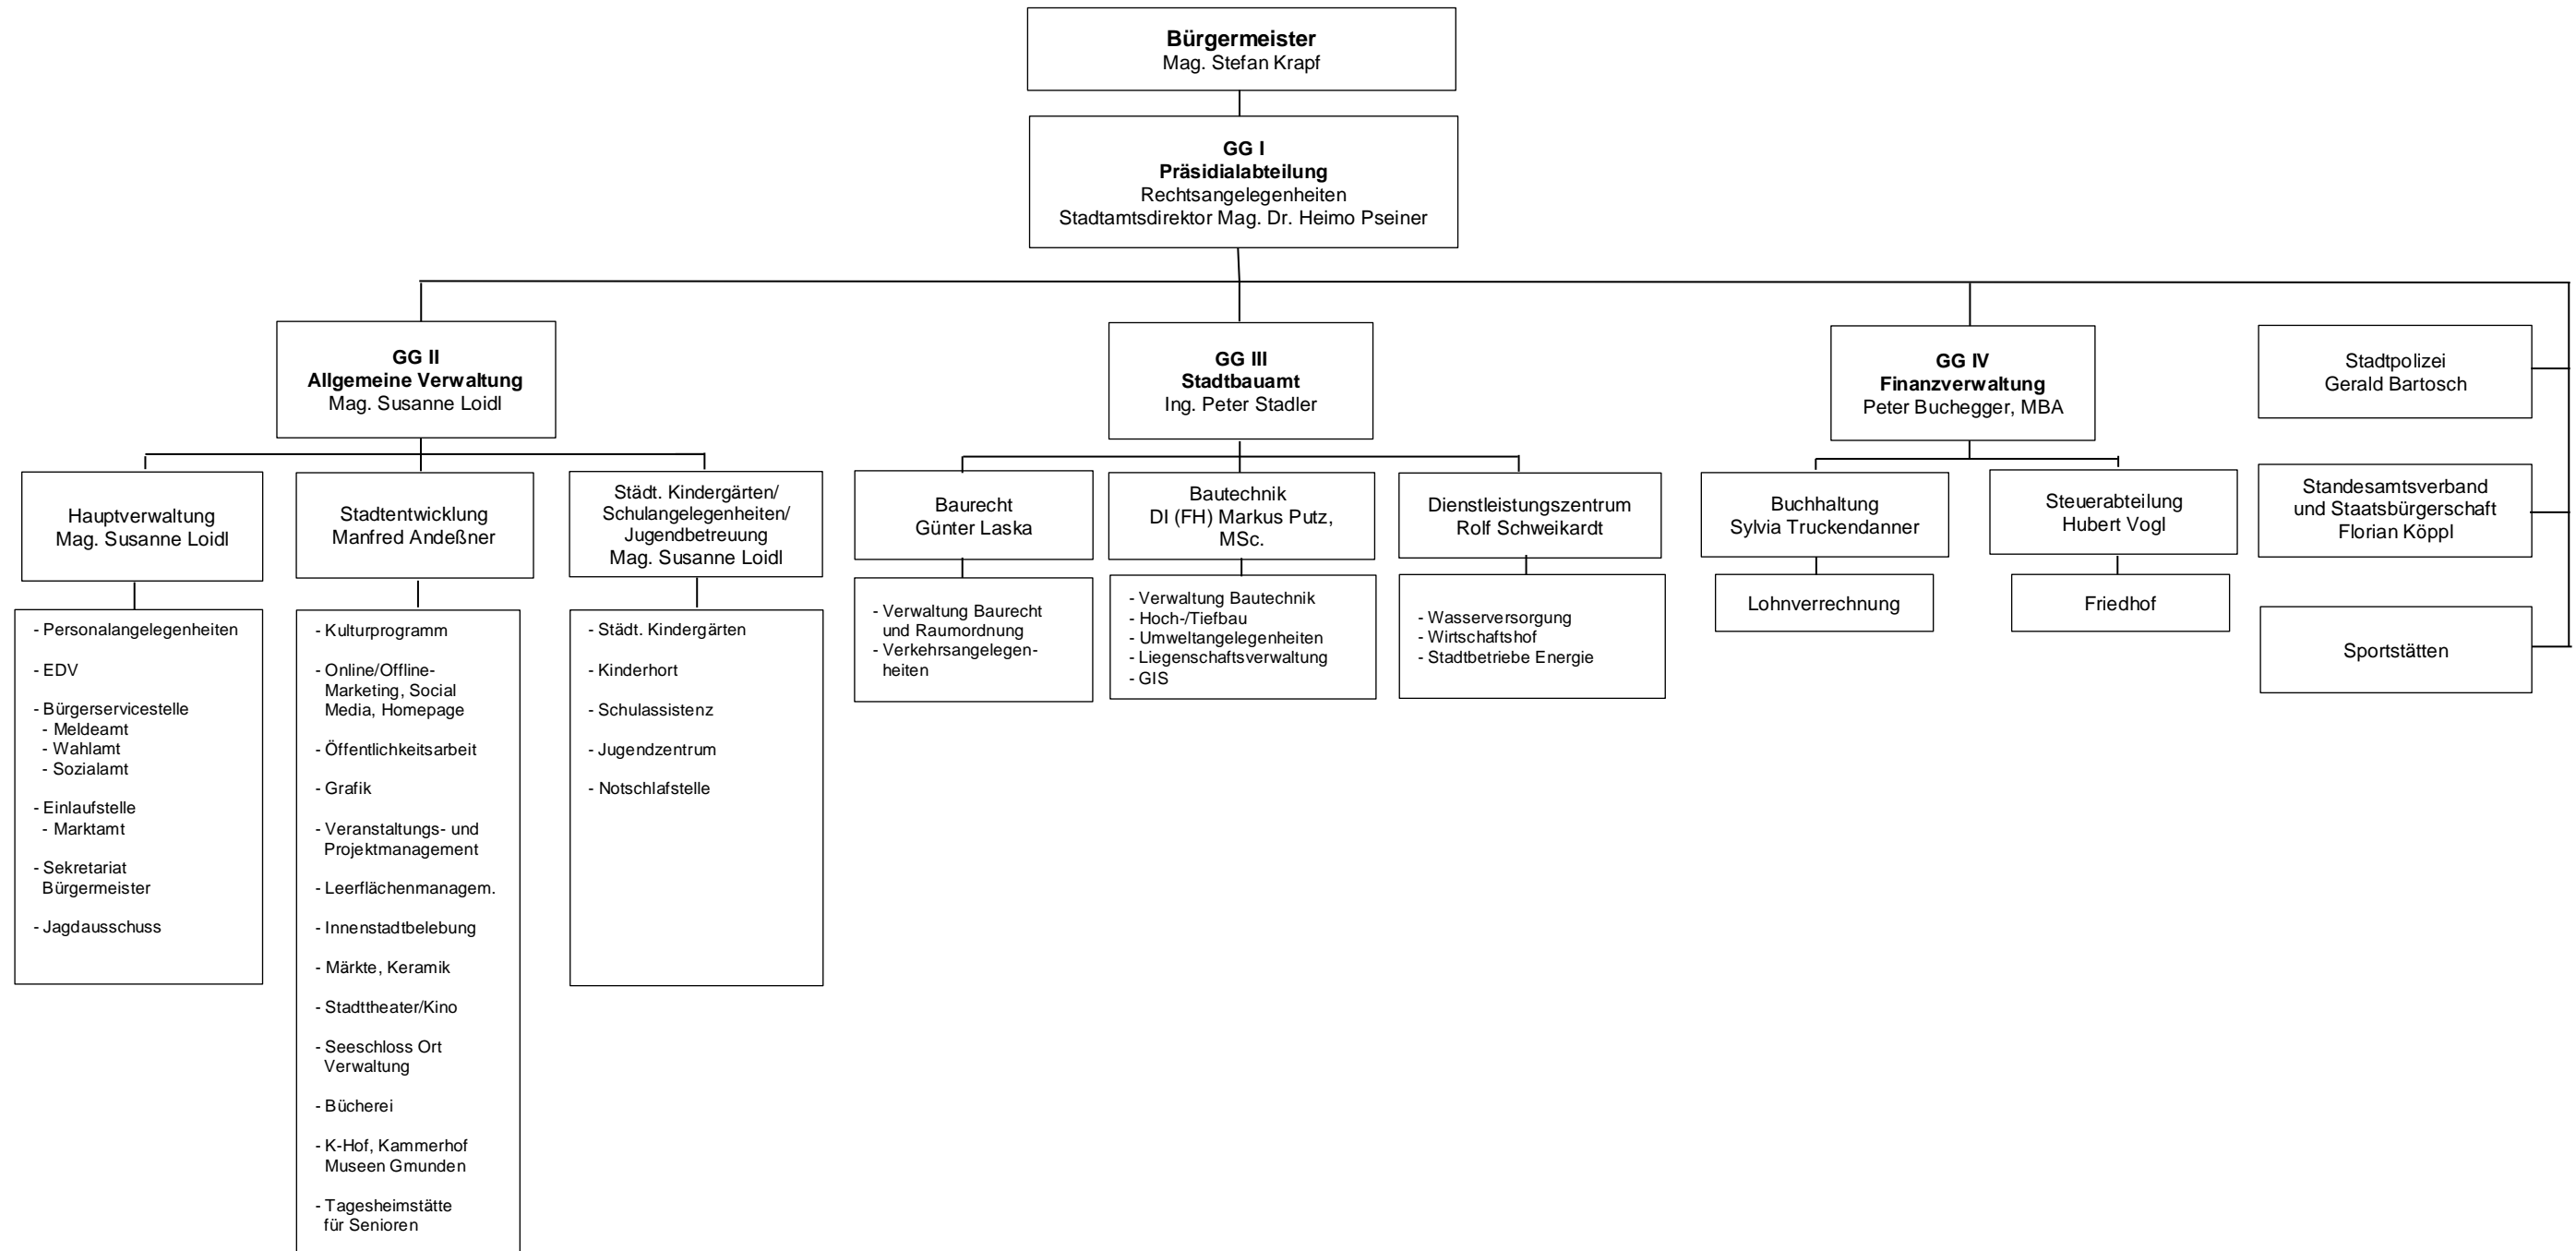 Bürgermeister
Mag. Stefan Krapf
GG I
Präsidialabteilung
Rechtsangelegenheiten
Stadtamtsdirektor Mag. Dr. Heimo Pseiner
GG II
Allgemeine Verwaltung
Mag. Susanne Loidl
GG III
Stadtbauamt
Ing. Peter Stadler
GG IV
Finanzverwaltung
Peter Buchegger, MBA
Stadtpolizei
Gerald Bartosch
Hauptverwaltung
Mag. Susanne Loidl
Stadtentwicklung
Manfred Andeßner
Städt. Kindergärten/
Schulangelegenheiten/
Jugendbetreuung
Mag. Susanne Loidl
Baurecht
Günter Laska
Bautechnik
DI (FH) Markus Putz,
MSc.
Dienstleistungszentrum
Rolf Schweikardt
Buchhaltung
Sylvia Truckendanner
Steuerabteilung
Hubert Vogl
Standesamtsverband
und Staatsbürgerschaft
Florian Köppl
- Personalangelegenheiten
- EDV
- Bürgerservicestelle
- Meldeamt
- Wahlamt
- Sozialamt
- Einlaufstelle
- Marktamt
- Sekretariat
Bürgermeister
- Jagdausschuss
- Kulturprogramm
- Online/Offline-
Marketing, Social
Media, Homepage
- Öffentlichkeitsarbeit
- Grafik
- Veranstaltungs- und
Projektmanagement
- Leerflächenmanagem.
- Innenstadtbelebung
- Märkte, Keramik
- Stadttheater/Kino
- Seeschloss Ort
Verwaltung
- Bücherei
- K-Hof, Kammerhof
Museen Gmunden
- Tagesheimstätte
für Senioren
- Städt. Kindergärten
- Kinderhort
- Schulassistenz
- Jugendzentrum
- Notschlafstelle
- Verwaltung Baurecht
und Raumordnung
- Verkehrsangelegen-
heiten
- Verwaltung Bautechnik
- Hoch-/Tiefbau
- Umweltangelegenheiten
- Liegenschaftsverwaltung
- GIS
- Wasserversorgung
- Wirtschaftshof
- Stadtbetriebe Energie
Lohnverrechnung
Friedhof
Sportstätten